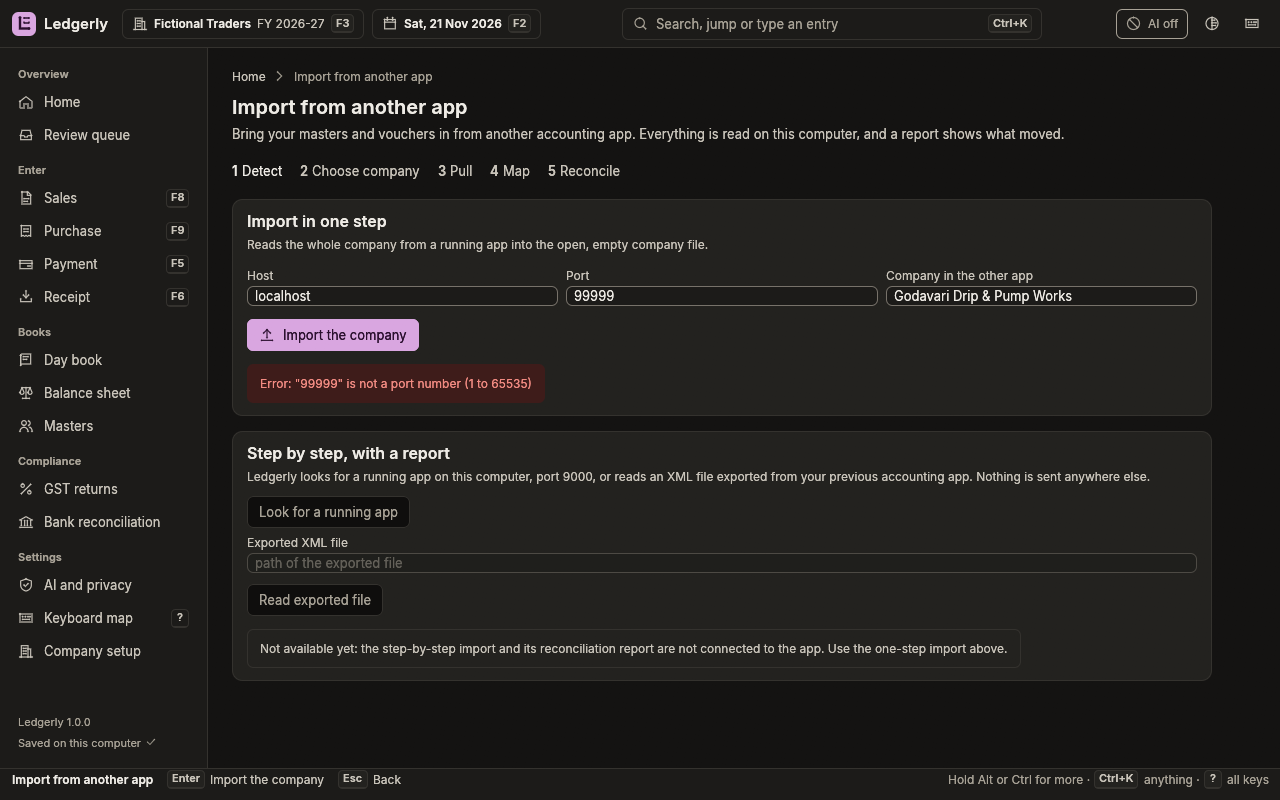 Ledgerly
Fictional Traders FY 2026-27 F3
Sat, 21 Nov 2026 F2
Search, jump or type an entry Ctrl+K
AI off
Overview
Home
Review queue
Enter
Sales F8
Purchase F9
Payment F5
Receipt F6
Books
Day book
Balance sheet
Masters
Compliance
GST returns
Bank reconciliation
Settings
AI and privacy
Keyboard map ?
Company setup
Ledgerly 1.0.0
Saved on this computer
Home Import from another app
Import from another app
Bring your masters and vouchers in from another accounting app. Everything is read on this computer, and a report shows what moved.
1 Detect 2 Choose company 3 Pull 4 Map 5 Reconcile
Import in one step
Reads the whole company from a running app into the open, empty company file.
Host Port Company in the other app
localhost 99999 Godavari Drip & Pump Works
Import the company
Error: "99999" is not a port number (1 to 65535)
Step by step, with a report
Ledgerly looks for a running app on this computer, port 9000, or reads an XML file exported from your previous accounting app. Nothing is sent anywhere else.
Look for a running app
Exported XML file
path of the exported file
Read exported file
Not available yet: the step-by-step import and its reconciliation report are not connected to the app. Use the one-step import above.
Import from another app Enter Import the company Esc Back
Hold Alt or Ctrl for more · Ctrl+K anything · ? all keys